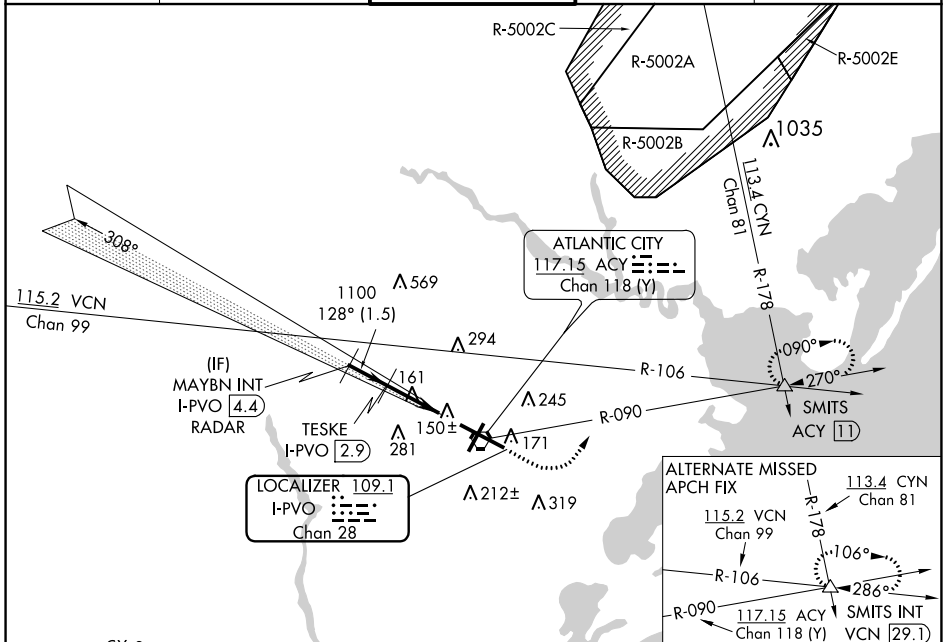 R-5002C
R-5002A
R-5002E
R-5002B
1035
113.4 CYN
Chan 81
R-178
308°
ATLANTIC CITY
117.15 ACY
Chan 118 (Y)
569
1100
128° (1.5)
115.2 VCN
Chan 99
294
090°
(IF)
MAYBN INT
I-PVO 4.4
RADAR
R-106
270°
161
245
SMITS
ACY 11
R-090
TESKE
I-PVO 2.9
150±
281
171
LOCALIZER 109.1
I-PVO
Chan 28
212±
319
ALTERNATE MISSED
APCH FIX
113.4 CYN
Chan 81
R-178
115.2 VCN
Chan 99
106°
R-106
286°
R-090
117.15 ACY
Chan 118 (Y)
SMITS INT
VCN 29.1